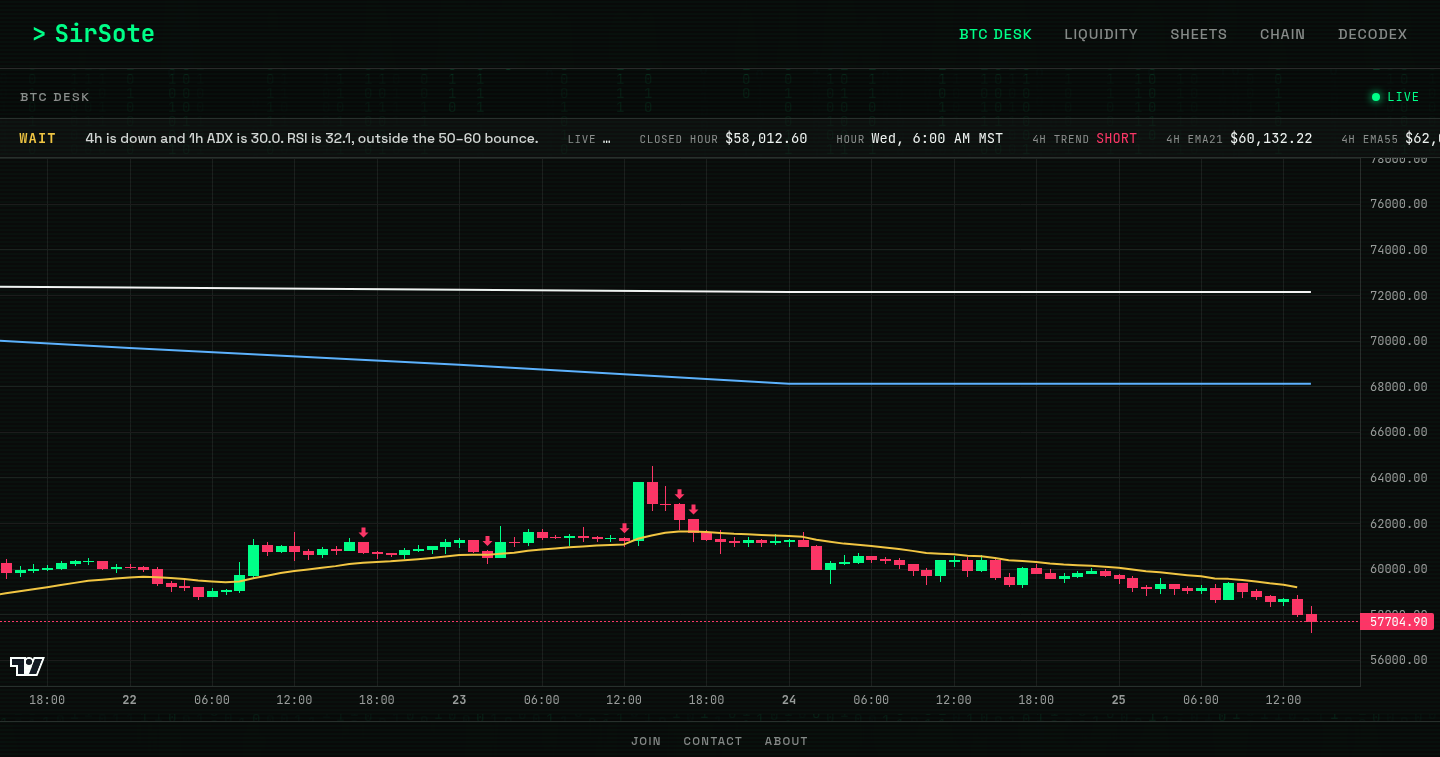 > SirSote
BTC DESK LIQUIDITY SHEETS CHAIN DECODEX
BTC DESK
LIVE
WAIT 4h is down and 1h ADX is 30.0. RSI is 32.1, outside the 50–60 bounce. LIVE … CLOSED HOUR $58,012.60 HOUR Wed, 6:00 AM MST 4H TREND SHORT 4H EMA21 $60,132.22 4H EMA55 $62,0
78000.00
76000.00
74000.00
72000.00
70000.00
68000.00
66000.00
64000.00
62000.00
60000.00
58000.00
57704.90
56000.00
18:00 22 06:00 12:00 18:00 23 06:00 12:00 18:00 24 06:00 12:00 18:00 25 06:00 12:00
JOIN CONTACT ABOUT